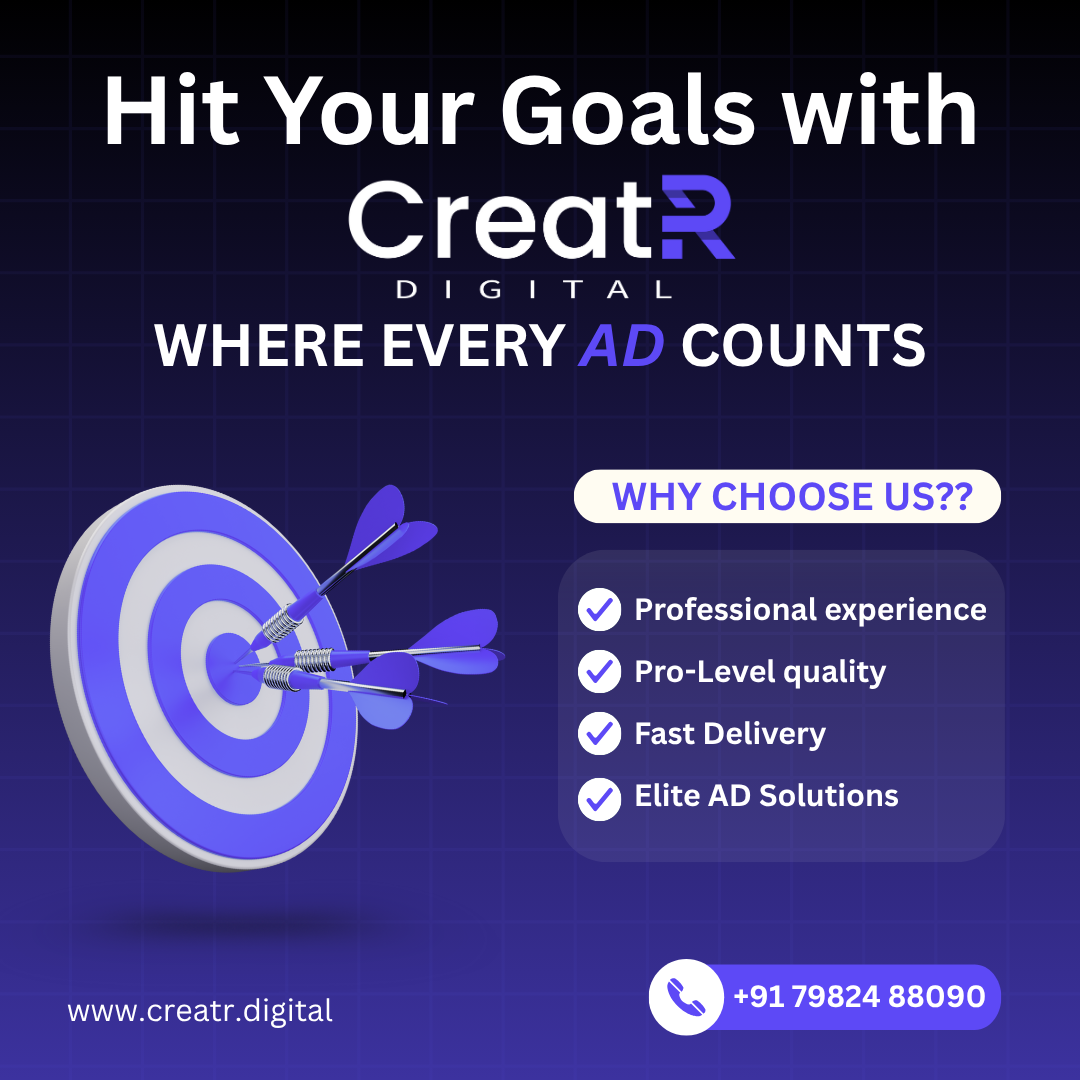 Hit Your Goals with
CreatR
DIGITAL
WHERE EVERY AD COUNTS
WHY CHOOSE US??
Professional experience
Pro-Level quality
Fast Delivery
Elite AD Solutions
www.creatr.digital
+91 79824 88090